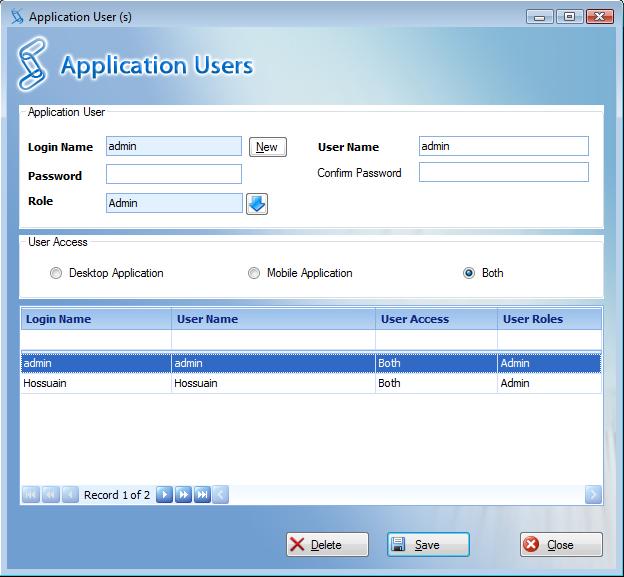 Application User (s)
Application Users
Application User
Login Name admin New User Name admin
Password Confirm Password
Role Admin
User Access
Desktop Application Mobile Application Both
Login Name User Name User Access User Roles
admin admin Both Admin
Hossuain Hossuain Both Admin
Record 1 of 2
Delete Save Close